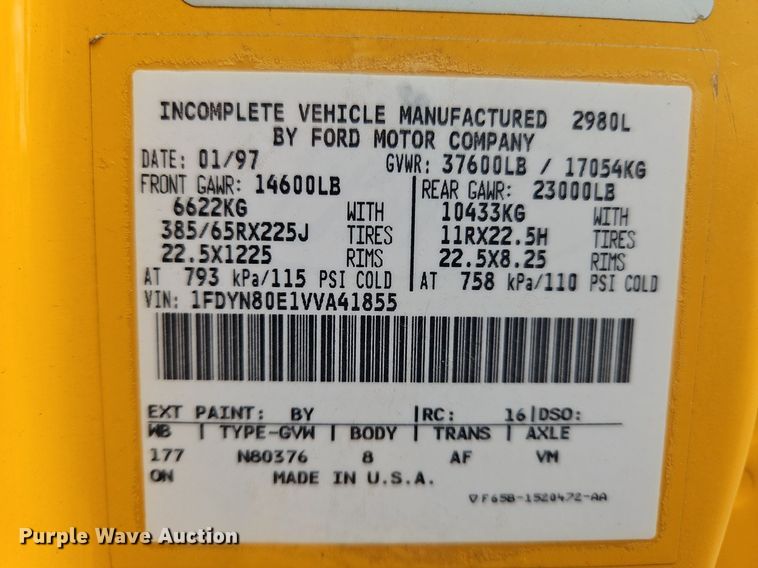 INCOMPLETE VEHICLE MANUFACTURED 2980L
BY FORD MOTOR COMPANY
DATE: 01/97 GVWR: 37600LB / 17054KG
FRONT GAWR: 14600LB REAR GAWR: 23000LB
6622KG WITH 10433KG WITH
385/65RX225J TIRES 11RX22.5H TIRES
22.5X1225 RIMS 22.5X8.25 RIMS
AT 793 kPa/115 PSI COLD AT 758 kPa/110 PSI COLD
VIN: 1FDYN80E1VVA41855
EXT PAINT: BY |RC: 16|DSO:
WB | TYPE-GVW | BODY | TRANS | AXLE
177 N80376 8 AF VM
ON MADE IN U.S.A.
▽F65B-1520472-AA
Purple Wave Auction